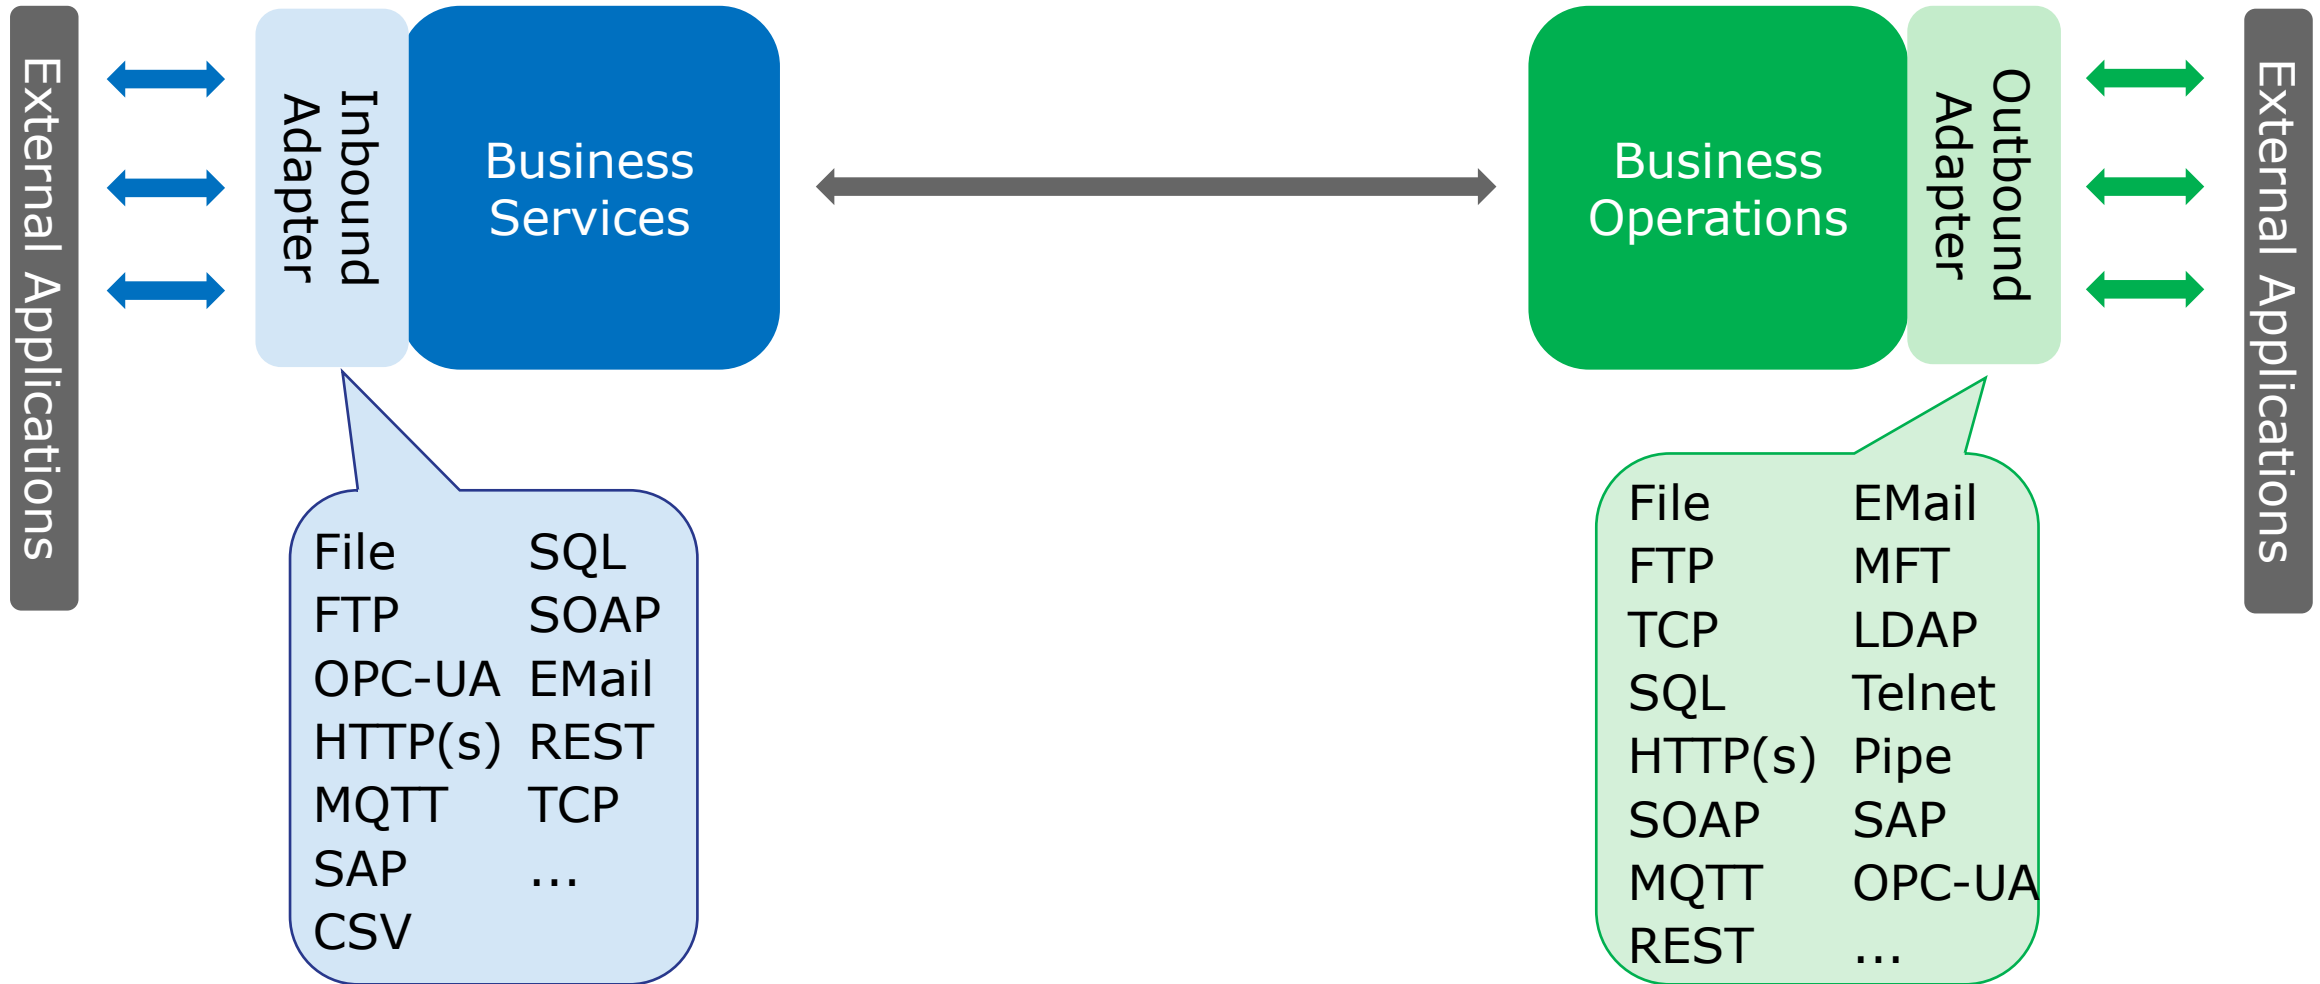 External Applications
Inbound
Adapter
Business
Services
Business
Operations
Outbound
Adapter
External Applications
File
FTP
OPC-UA
HTTP(s)
MQTT
SAP
CSV
SQL
SOAP
EMail
REST
TCP
...
File
FTP
TCP
SQL
HTTP(s)
SOAP
MQTT
REST
EMail
MFT
LDAP
Telnet
Pipe
SAP
OPC-UA
...